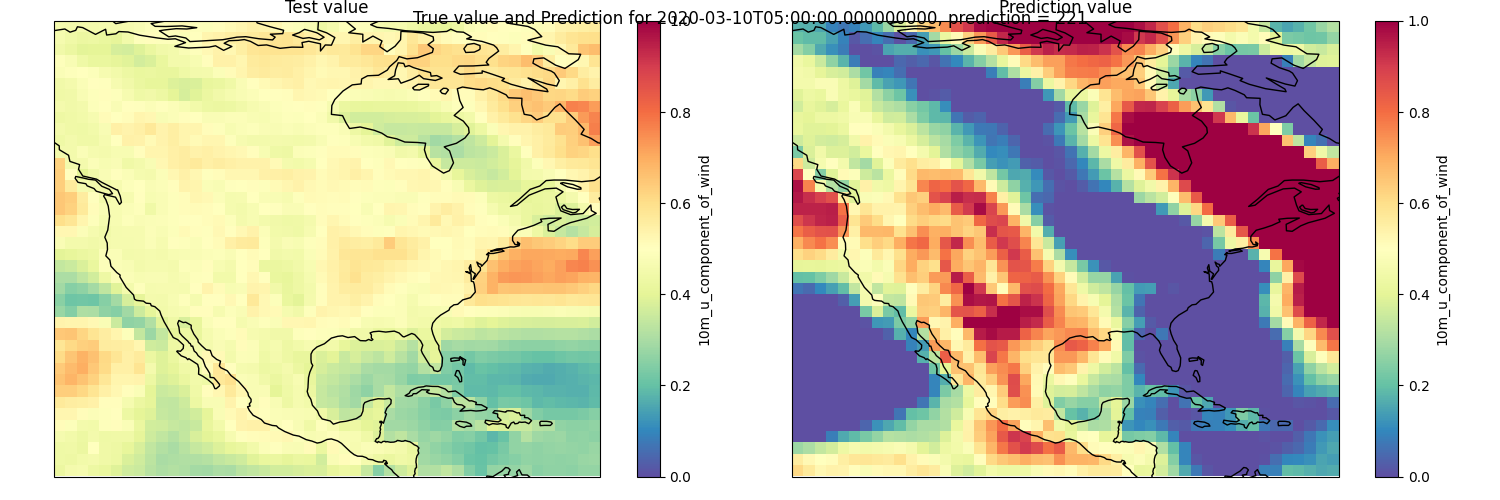 Test value
Prediction value
True value and Prediction for 2020-03-10T05:00:00.000000000, prediction = 221
1.0
0.8
0.6
0.4
0.2
0.0
10m_u_component_of_wind
1.0
0.8
0.6
0.4
0.2
0.0
10m_u_component_of_wind